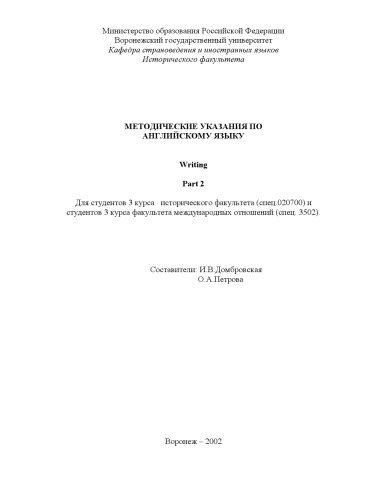 Министерство образования Российской Федерации
Воронежский государственный университет
Кафедра страноведения и иностранных языков
Исторического факультета
МЕТОДИЧЕСКИЕ УКАЗАНИЯ ПО
АНГЛИЙСКОМУ ЯЗЫКУ
Writing
Part 2
Для студентов 3 курса исторического факультета (спец.020700) и
студентов 3 курса факультета международных отношений (спец. 3502).
Составители: И.В.Домбровская
О.А.Петрова
Воронеж – 2002